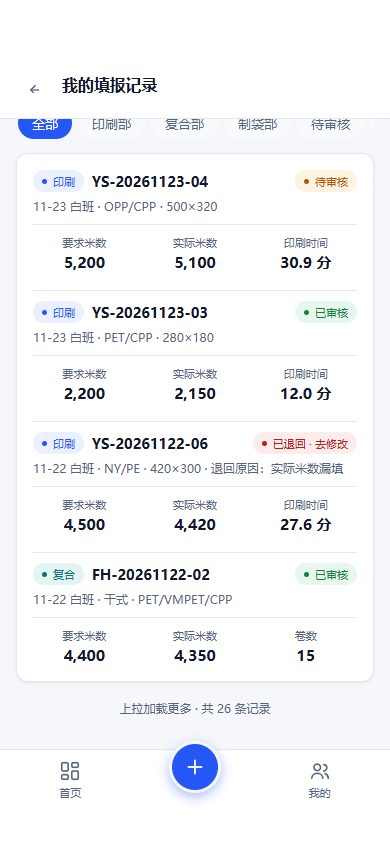 我的填报记录
全部 印刷部 复合部 制袋部 待审核
印刷 YS-20261123-04 待审核
11-23 白班 · OPP/CPP · 500×320
要求米数 实际米数 印刷时间
5,200 5,100 30.9 分
印刷 YS-20261123-03 已审核
11-23 白班 · PET/CPP · 280×180
要求米数 实际米数 印刷时间
2,200 2,150 12.0 分
印刷 YS-20261122-06 已退回 · 去修改
11-22 白班 · NY/PE · 420×300 · 退回原因：实际米数漏填
要求米数 实际米数 印刷时间
4,500 4,420 27.6 分
复合 FH-20261122-02 已审核
11-22 白班 · 干式 · PET/VMPET/CPP
要求米数 实际米数 卷数
4,400 4,350 15
上拉加载更多 · 共 26 条记录
首页 我的